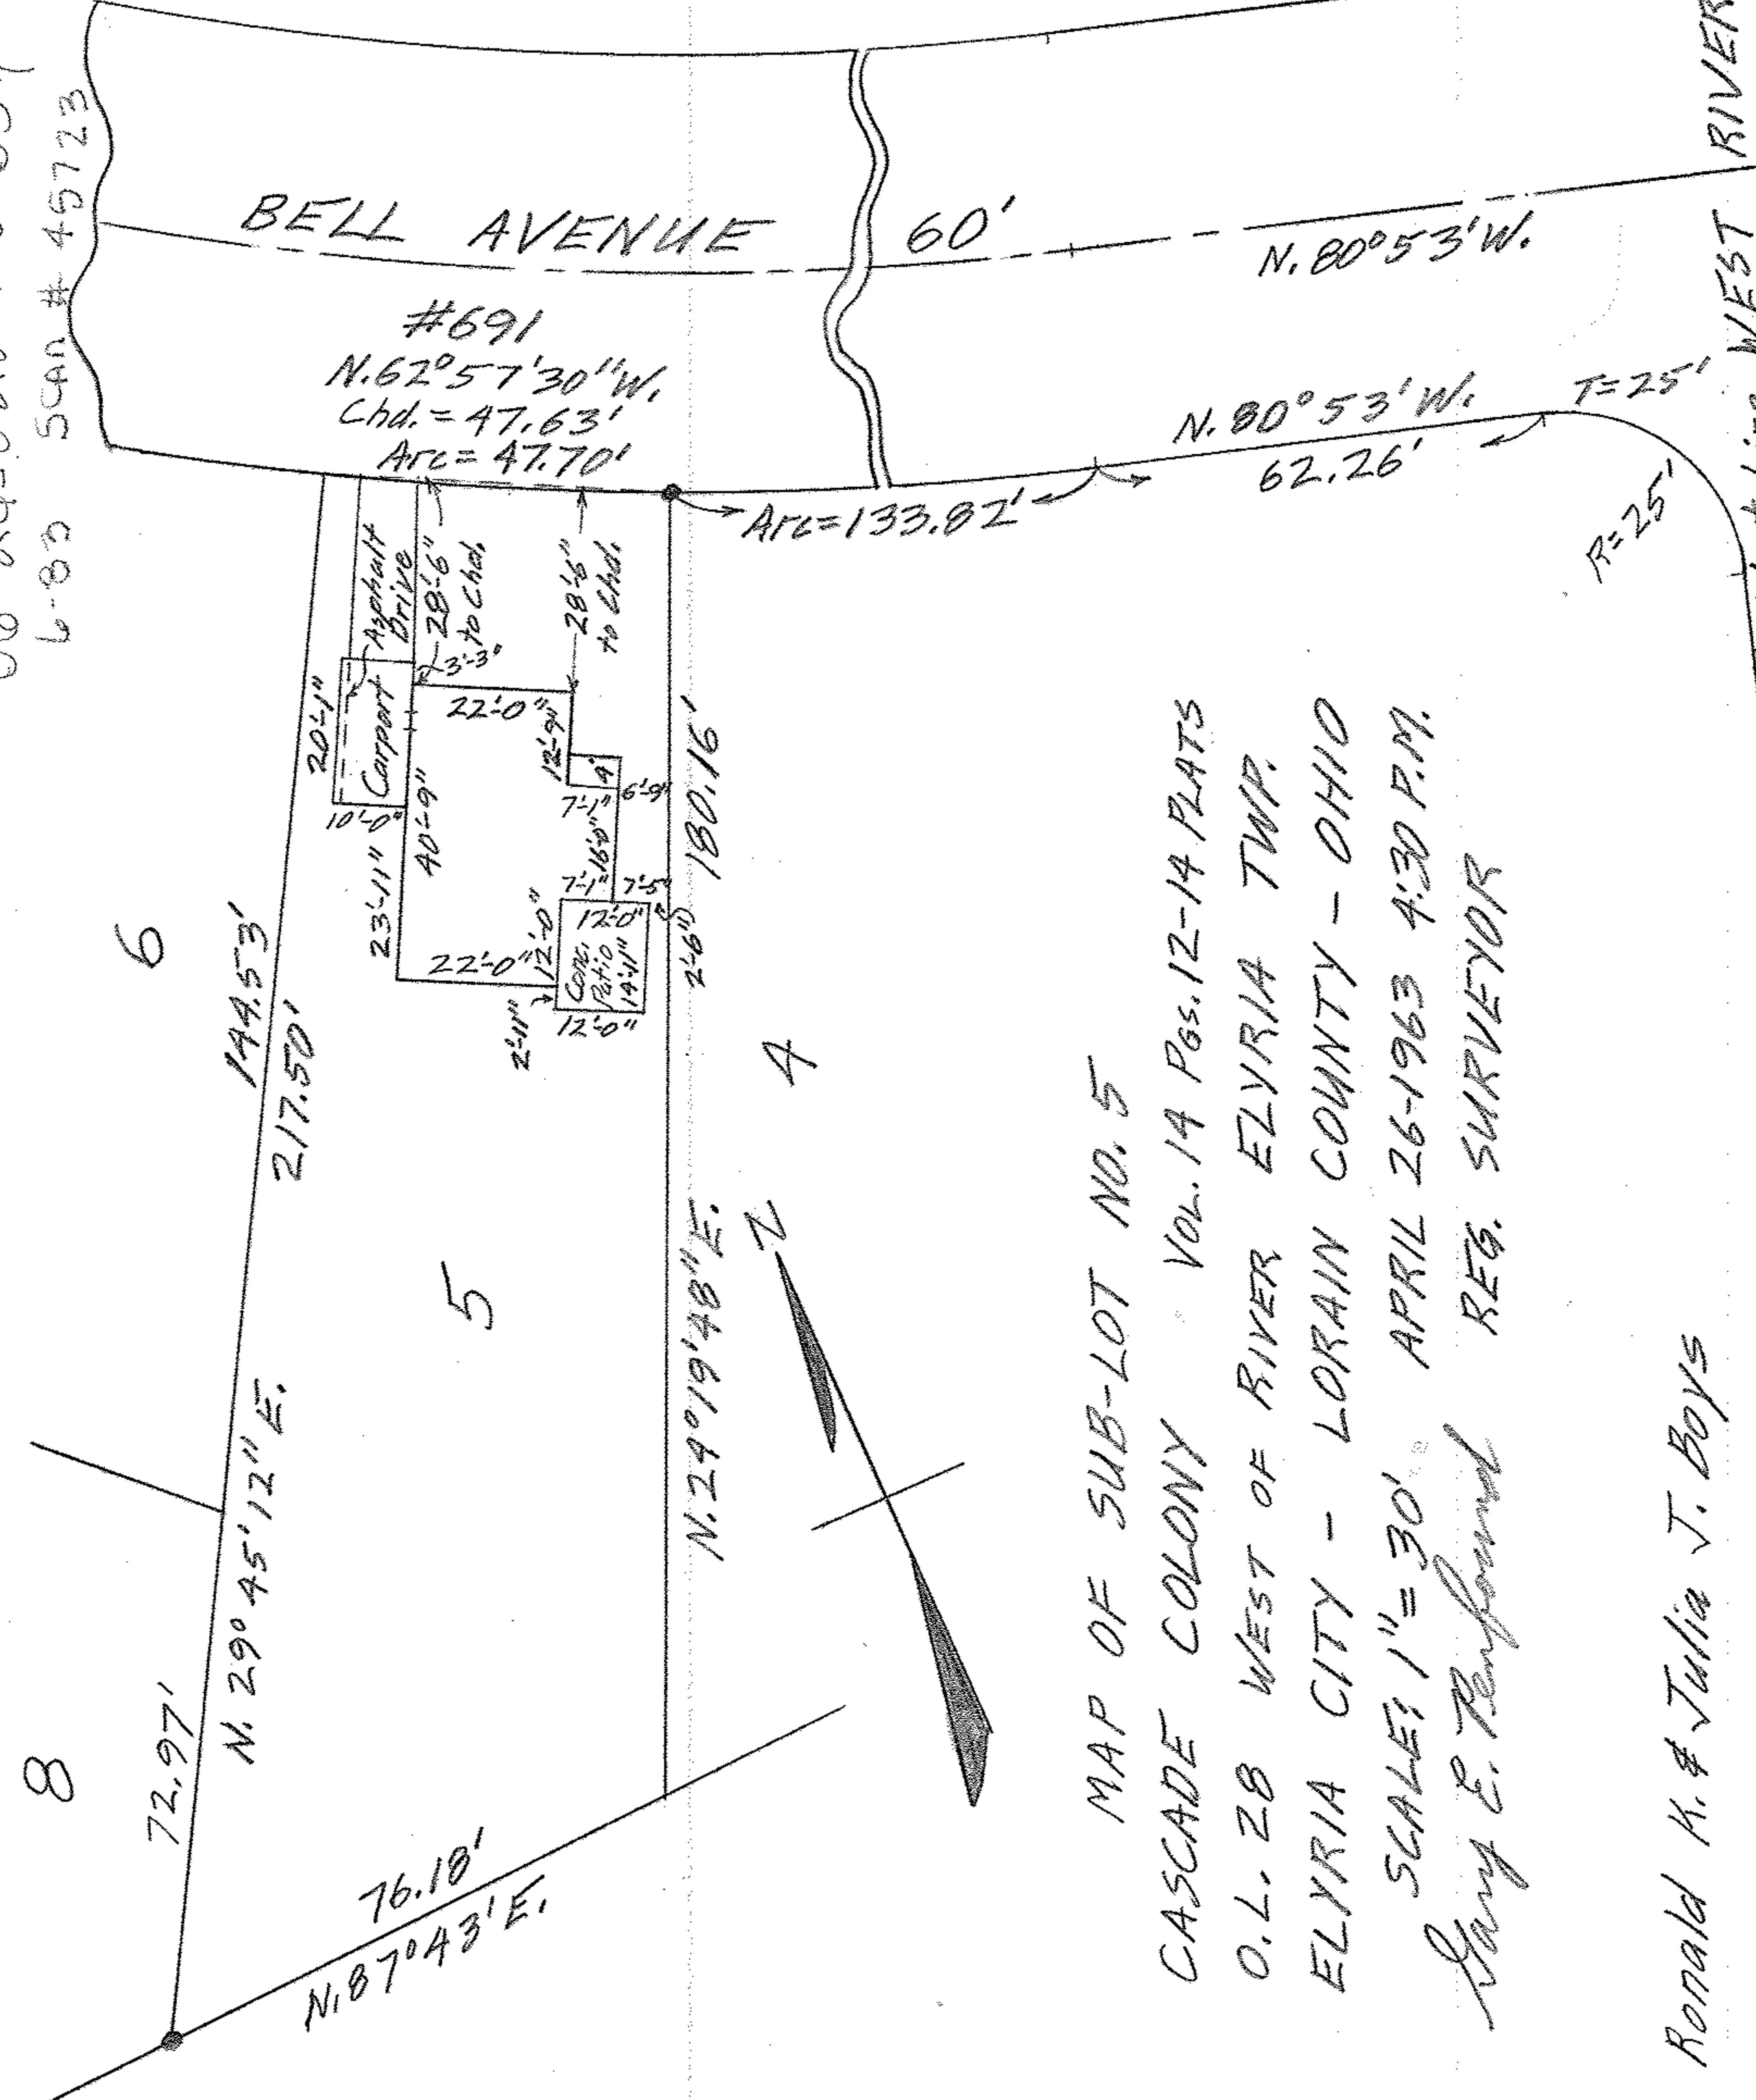 6-83 Scan # 45723
BELL AVENUE 60'
N. 80°53'W.
#691
N. 62°57'30"W.
Chd. = 47.63'
Arc = 47.70'
N. 80°53'W.
62.26'
T=25'
R=25'
Arc=133.82'
Asphalt
Drive
28'-6"
to Chd.
3'-3"
28'-6"
to Chd.
20'-1"
Carport
10'-0"
22'-0"
12'-9"
4'
7'-1"
6'-9"
40'-9"
23'-11"
16'-0"
7'-1"
7'-5"
12'-0"
22'-0"
12'-0"
Conc.
Patio
14'-11"
2'-11"
12'-0"
2'-6"
180.16'
6
144.53'
217.50'
4
5
N. 24°19'48" E.
N
N. 29°45'12" E.
8
72.97'
76.18'
N. 87°43'E.
MAP OF SUB-LOT NO. 5
CASCADE COLONY VOL. 14 PGS. 12-14 PLATS
O.L. 28 WEST OF RIVER ELYRIA TWP.
ELYRIA CITY - LORAIN COUNTY - OHIO
SCALE: 1" = 30' APRIL 26-1963 4:30 P.M.
Gary E. REG. SURVEYOR
Ronald K. & Julia J. Boys
Line WEST RIVER